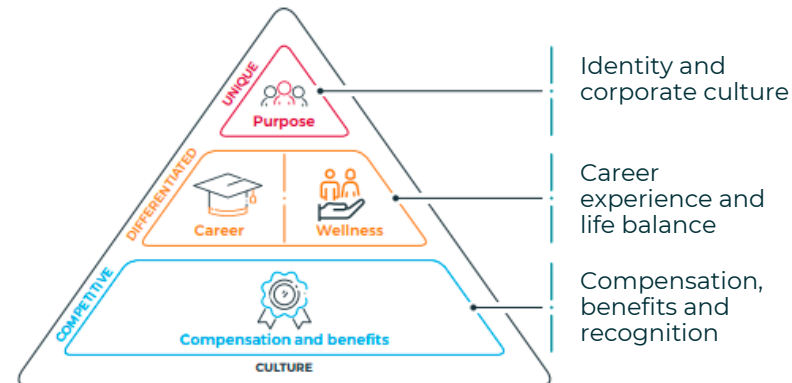 UNIQUE
Purpose
Identity and
corporate culture
DIFFERENTIATED
Career
Wellness
Career
experience and
life balance
COMPETITIVE
Compensation and benefits
Compensation,
benefits and
recognition
CULTURE